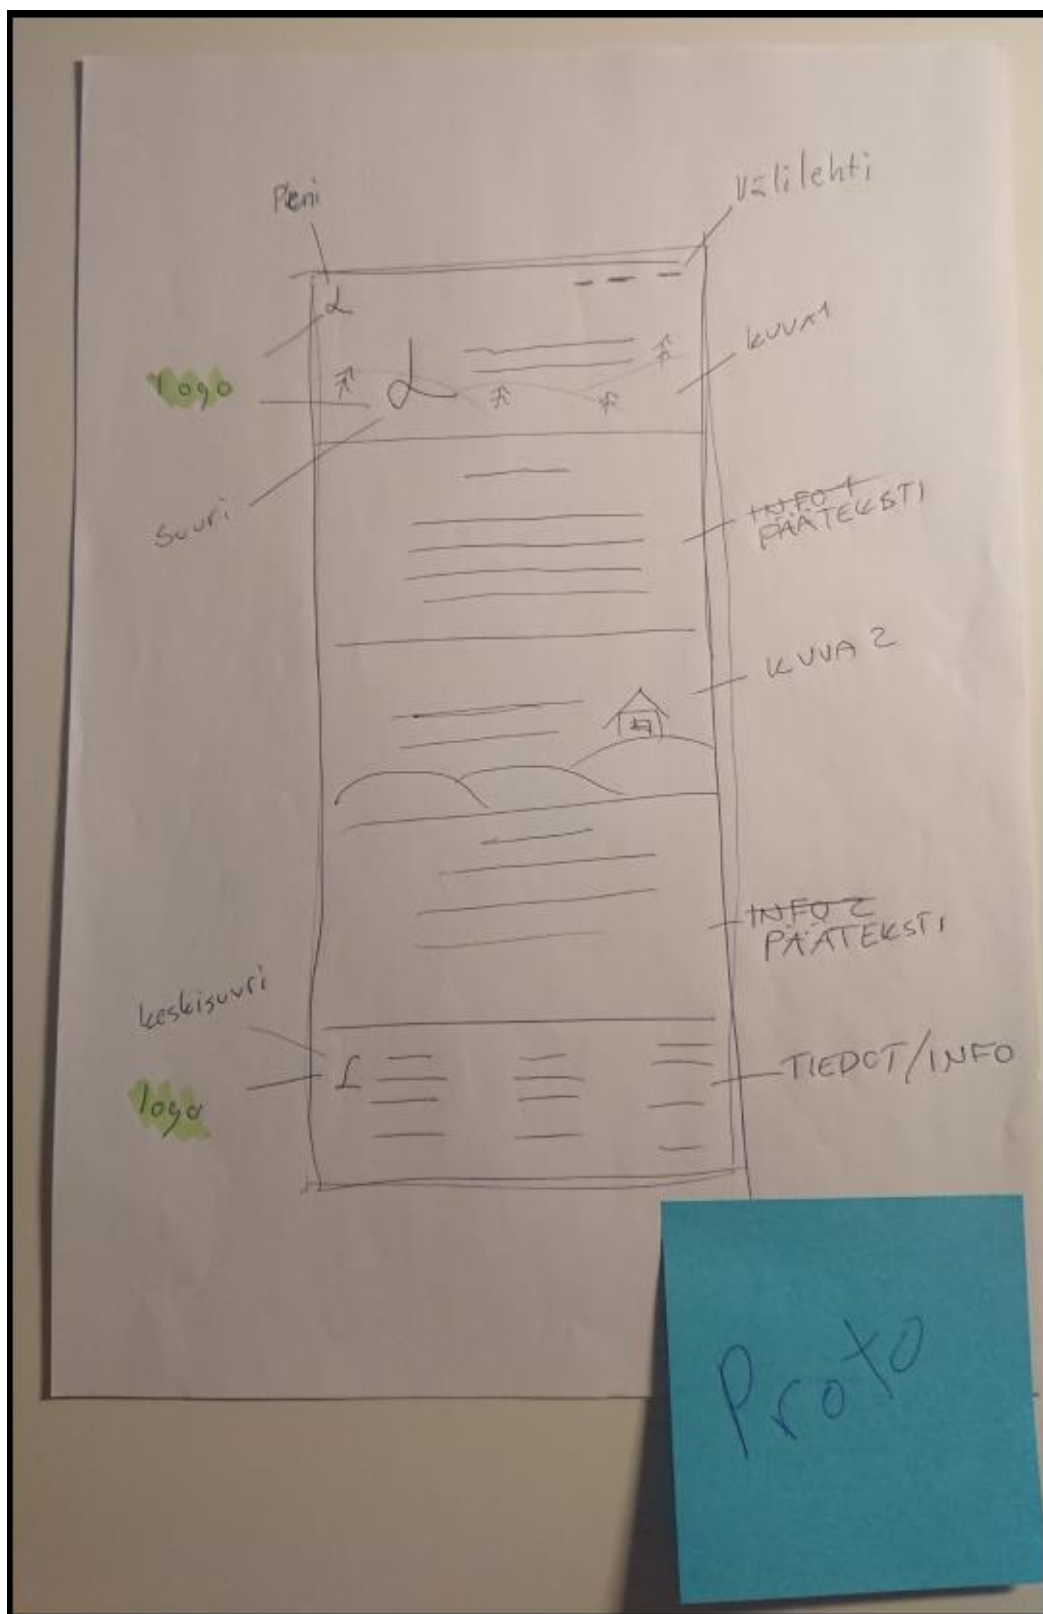 Pieni
Välilehti
logo
KUVA1
Suuri
INFO 1
PÄÄTEKSTI
KUVA 2
INFO 2
PÄÄTEKSTI
keskisuuri
logo
TIEDOT/INFO
Proto